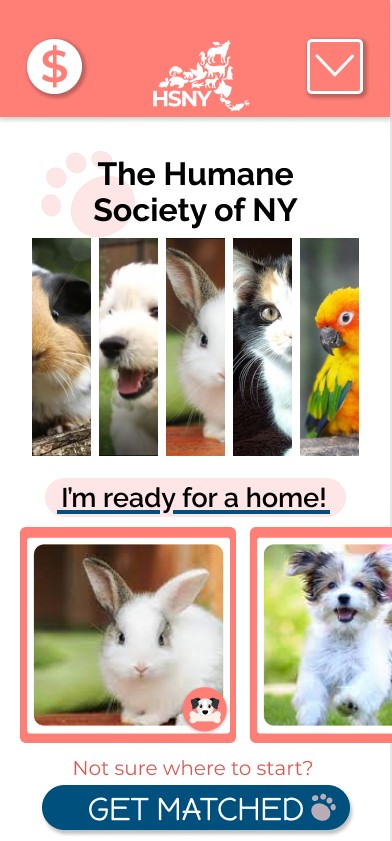 $
HSNY
The Humane
Society of NY
I'm ready for a home!
Not sure where to start?
GET MATCHED